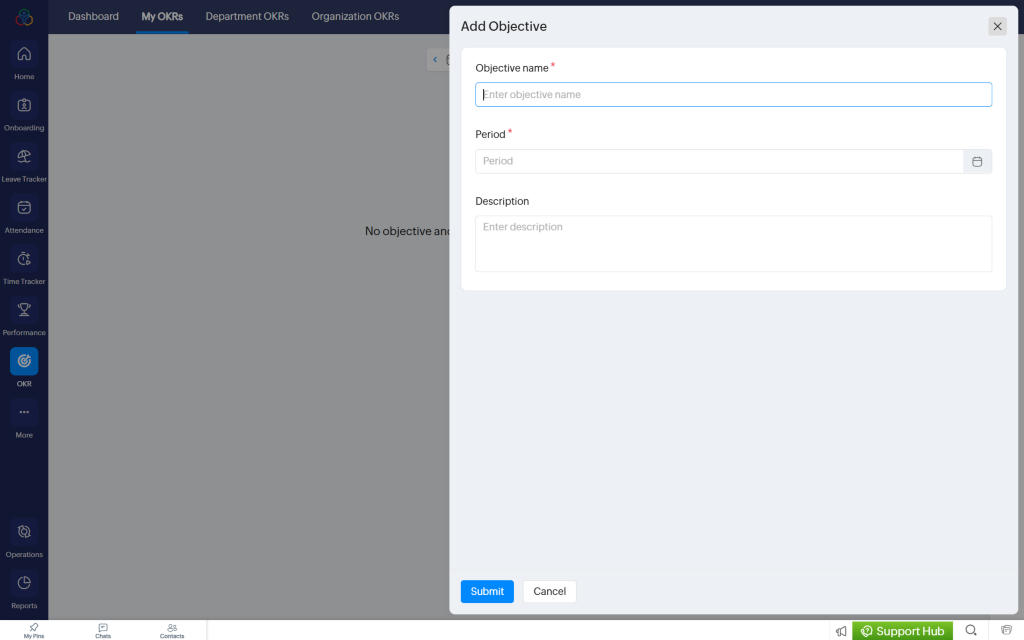 Dashboard
My OKRs
Department OKRs
Organization OKRs
Home
Onboarding
Leave Tracker
Attendance
Time Tracker
Performance
OKR
More
Operations
Reports
No objective
Add Objective
Objective name *
Enter objective name
Period *
Period
Description
Enter description
Submit
Cancel
My Pins
Chats
Contacts
Support Hub